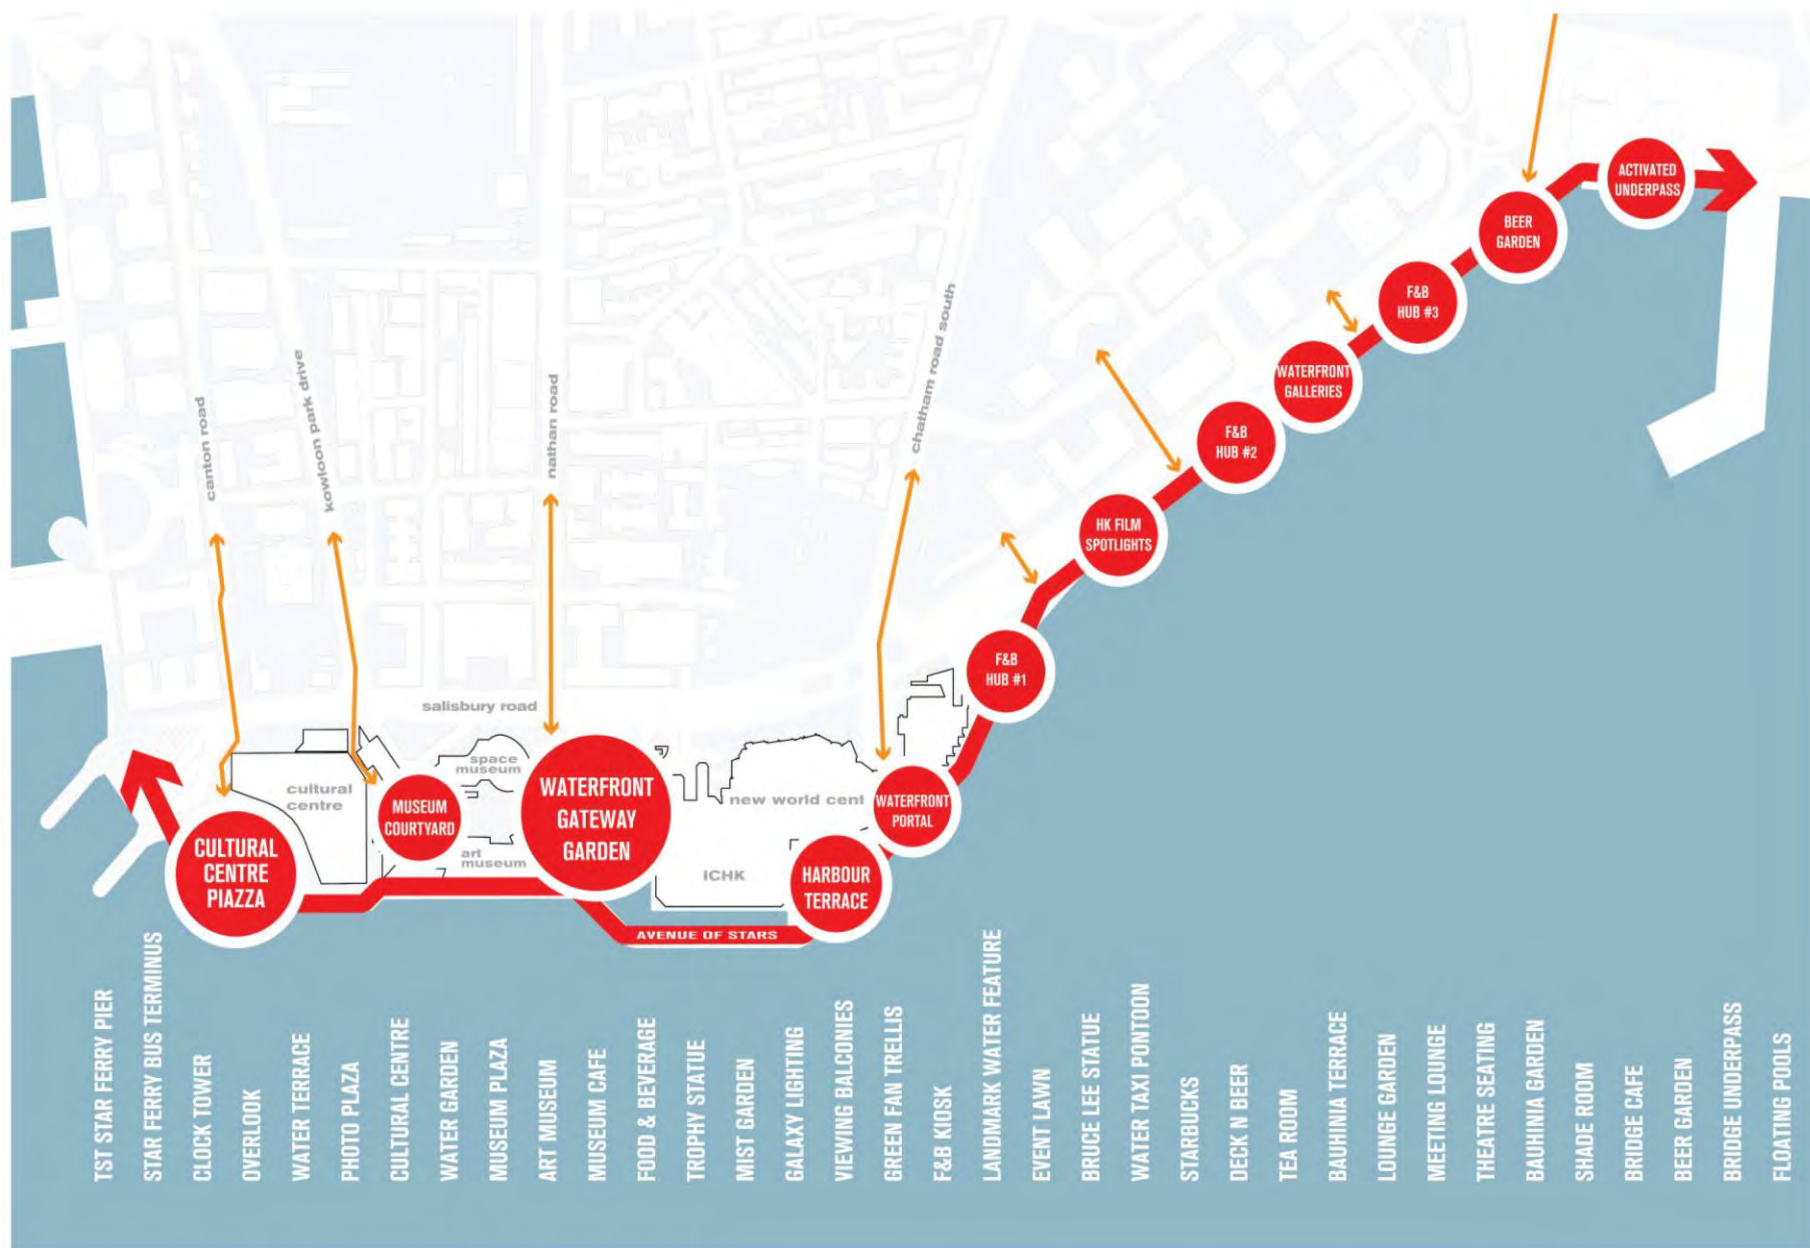 ACTIVATED
UNDERPASS
BEER
GARDEN
F&B
HUB #3
WATERFRONT
GALLERIES
F&B
HUB #2
HK FILM
SPOTLIGHTS
F&B
HUB #1
canton road
kowloon park drive
nathan road
chatham road south
salisbury road
cultural
centre
space
museum
art
museum
new world cent
ICHK
CULTURAL
CENTRE
PIAZZA
MUSEUM
COURTYARD
WATERFRONT
GATEWAY
GARDEN
WATERFRONT
PORTAL
HARBOUR
TERRACE
AVENUE OF STARS
TST STAR FERRY PIER
STAR FERRY BUS TERMINUS
CLOCK TOWER
OVERLOOK
WATER TERRACE
PHOTO PLAZA
CULTURAL CENTRE
WATER GARDEN
MUSEUM PLAZA
ART MUSEUM
MUSEUM CAFE
FOOD & BEVERAGE
TROPHY STATUE
MIST GARDEN
GALAXY LIGHTING
VIEWING BALCONIES
GREEN FAN TRELLIS
F&B KIOSK
LANDMARK WATER FEATURE
EVENT LAWN
BRUCE LEE STATUE
WATER TAXI PONTOON
STARBUCKS
DECK N BEER
TEA ROOM
BAUHINIA TERRACE
LOUNGE GARDEN
MEETING LOUNGE
THEATRE SEATING
BAUHINIA GARDEN
SHADE ROOM
BRIDGE CAFE
BEER GARDEN
BRIDGE UNDERPASS
FLOATING POOLS